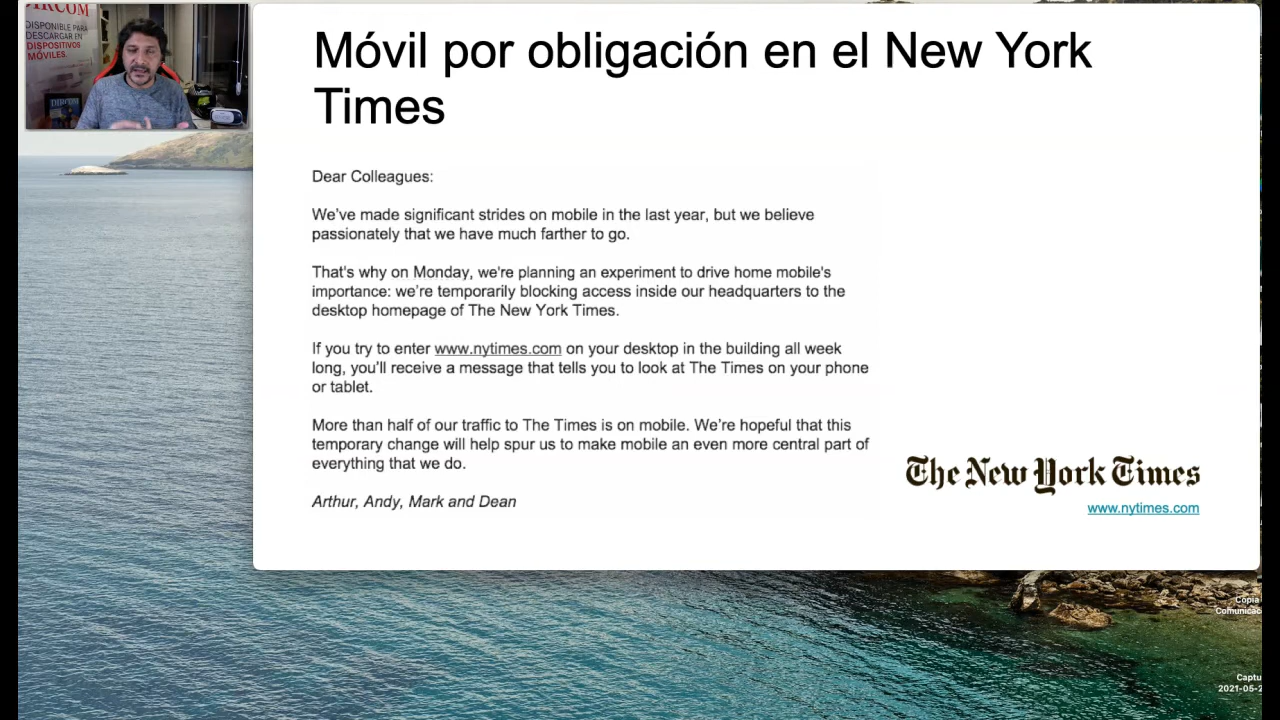 DIRCOM
DISPONIBLE PARA
DESCARGAR EN
DISPOSITIVOS
MÓVILES.
Móvil por obligación en el New York
Times
Dear Colleagues:
We've made significant strides on mobile in the last year, but we believe
passionately that we have much farther to go.
That's why on Monday, we're planning an experiment to drive home mobile's
importance: we're temporarily blocking access inside our headquarters to the
desktop homepage of The New York Times.
If you try to enter www.nytimes.com on your desktop in the building all week
long, you'll receive a message that tells you to look at The Times on your phone
or tablet.
More than half of our traffic to The Times is on mobile. We're hopeful that this
temporary change will help spur us to make mobile an even more central part of
everything that we do.
Arthur, Andy, Mark and Dean
The New York Times
www.nytimes.com
Copia
Comunicac
Captu
2021-05-2